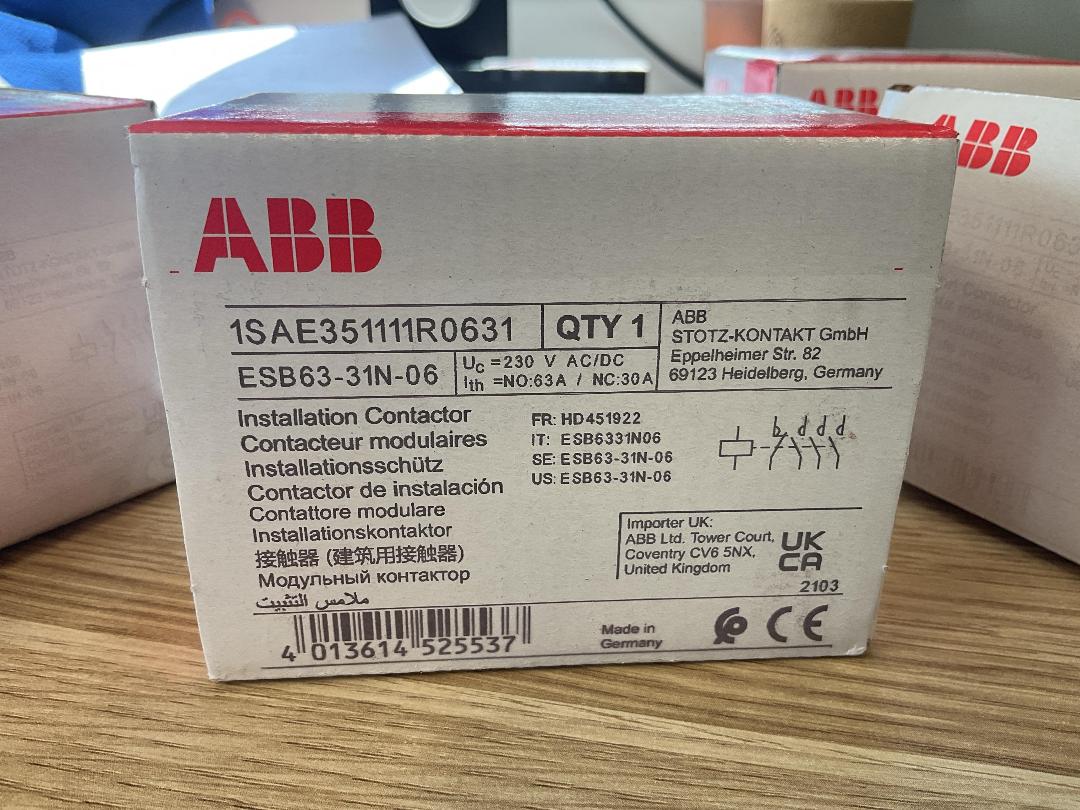 ABB
ABB
ABB
1SAE351111R0631
QTY 1
ABB
STOTZ-KONTAKT GmbH
Eppelheimer Str. 82
69123 Heidelberg, Germany
ESB63-31N-06
Uc =230 V AC/DC
Ith =NO:63A / NC:30A
Installation Contactor
Contacteur modulaires
Installationsschütz
Contactor de instalación
Contattore modulare
Installationskontaktor
接触器 (建筑用接触器)
Модульный контактор
ملامس التثبيت
FR: HD451922
IT: ESB6331N06
SE: ESB63-31N-06
US: ESB63-31N-06
b d d d
Importer UK:
ABB Ltd. Tower Court,
Coventry CV6 5NX,
United Kingdom
UK
CA
2103
4 013614 525537
Made in
Germany
CE